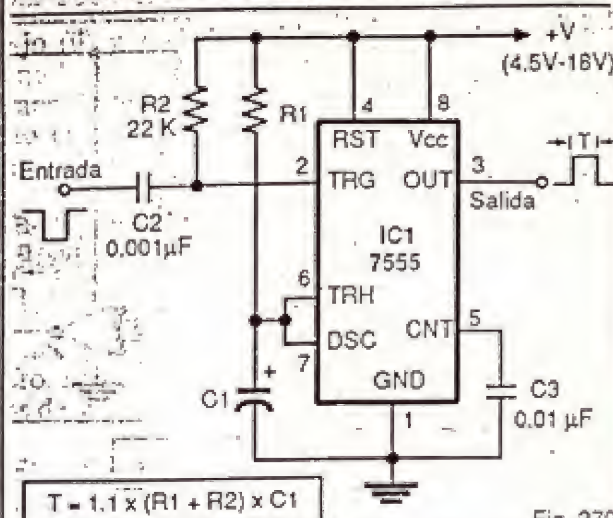 +V
(4.5V-18V)
R2
22 K
R1
4
8
RST
Vcc
Entrada
2
TRG
OUT
3
T
Salida
C2
0.001µF
IC1
7555
6
TRH
DSC
7
CNT
5
C1
+
GND
1
C3
0.01 µF
T = 1.1 x (R1 + R2) x C1
Fig.